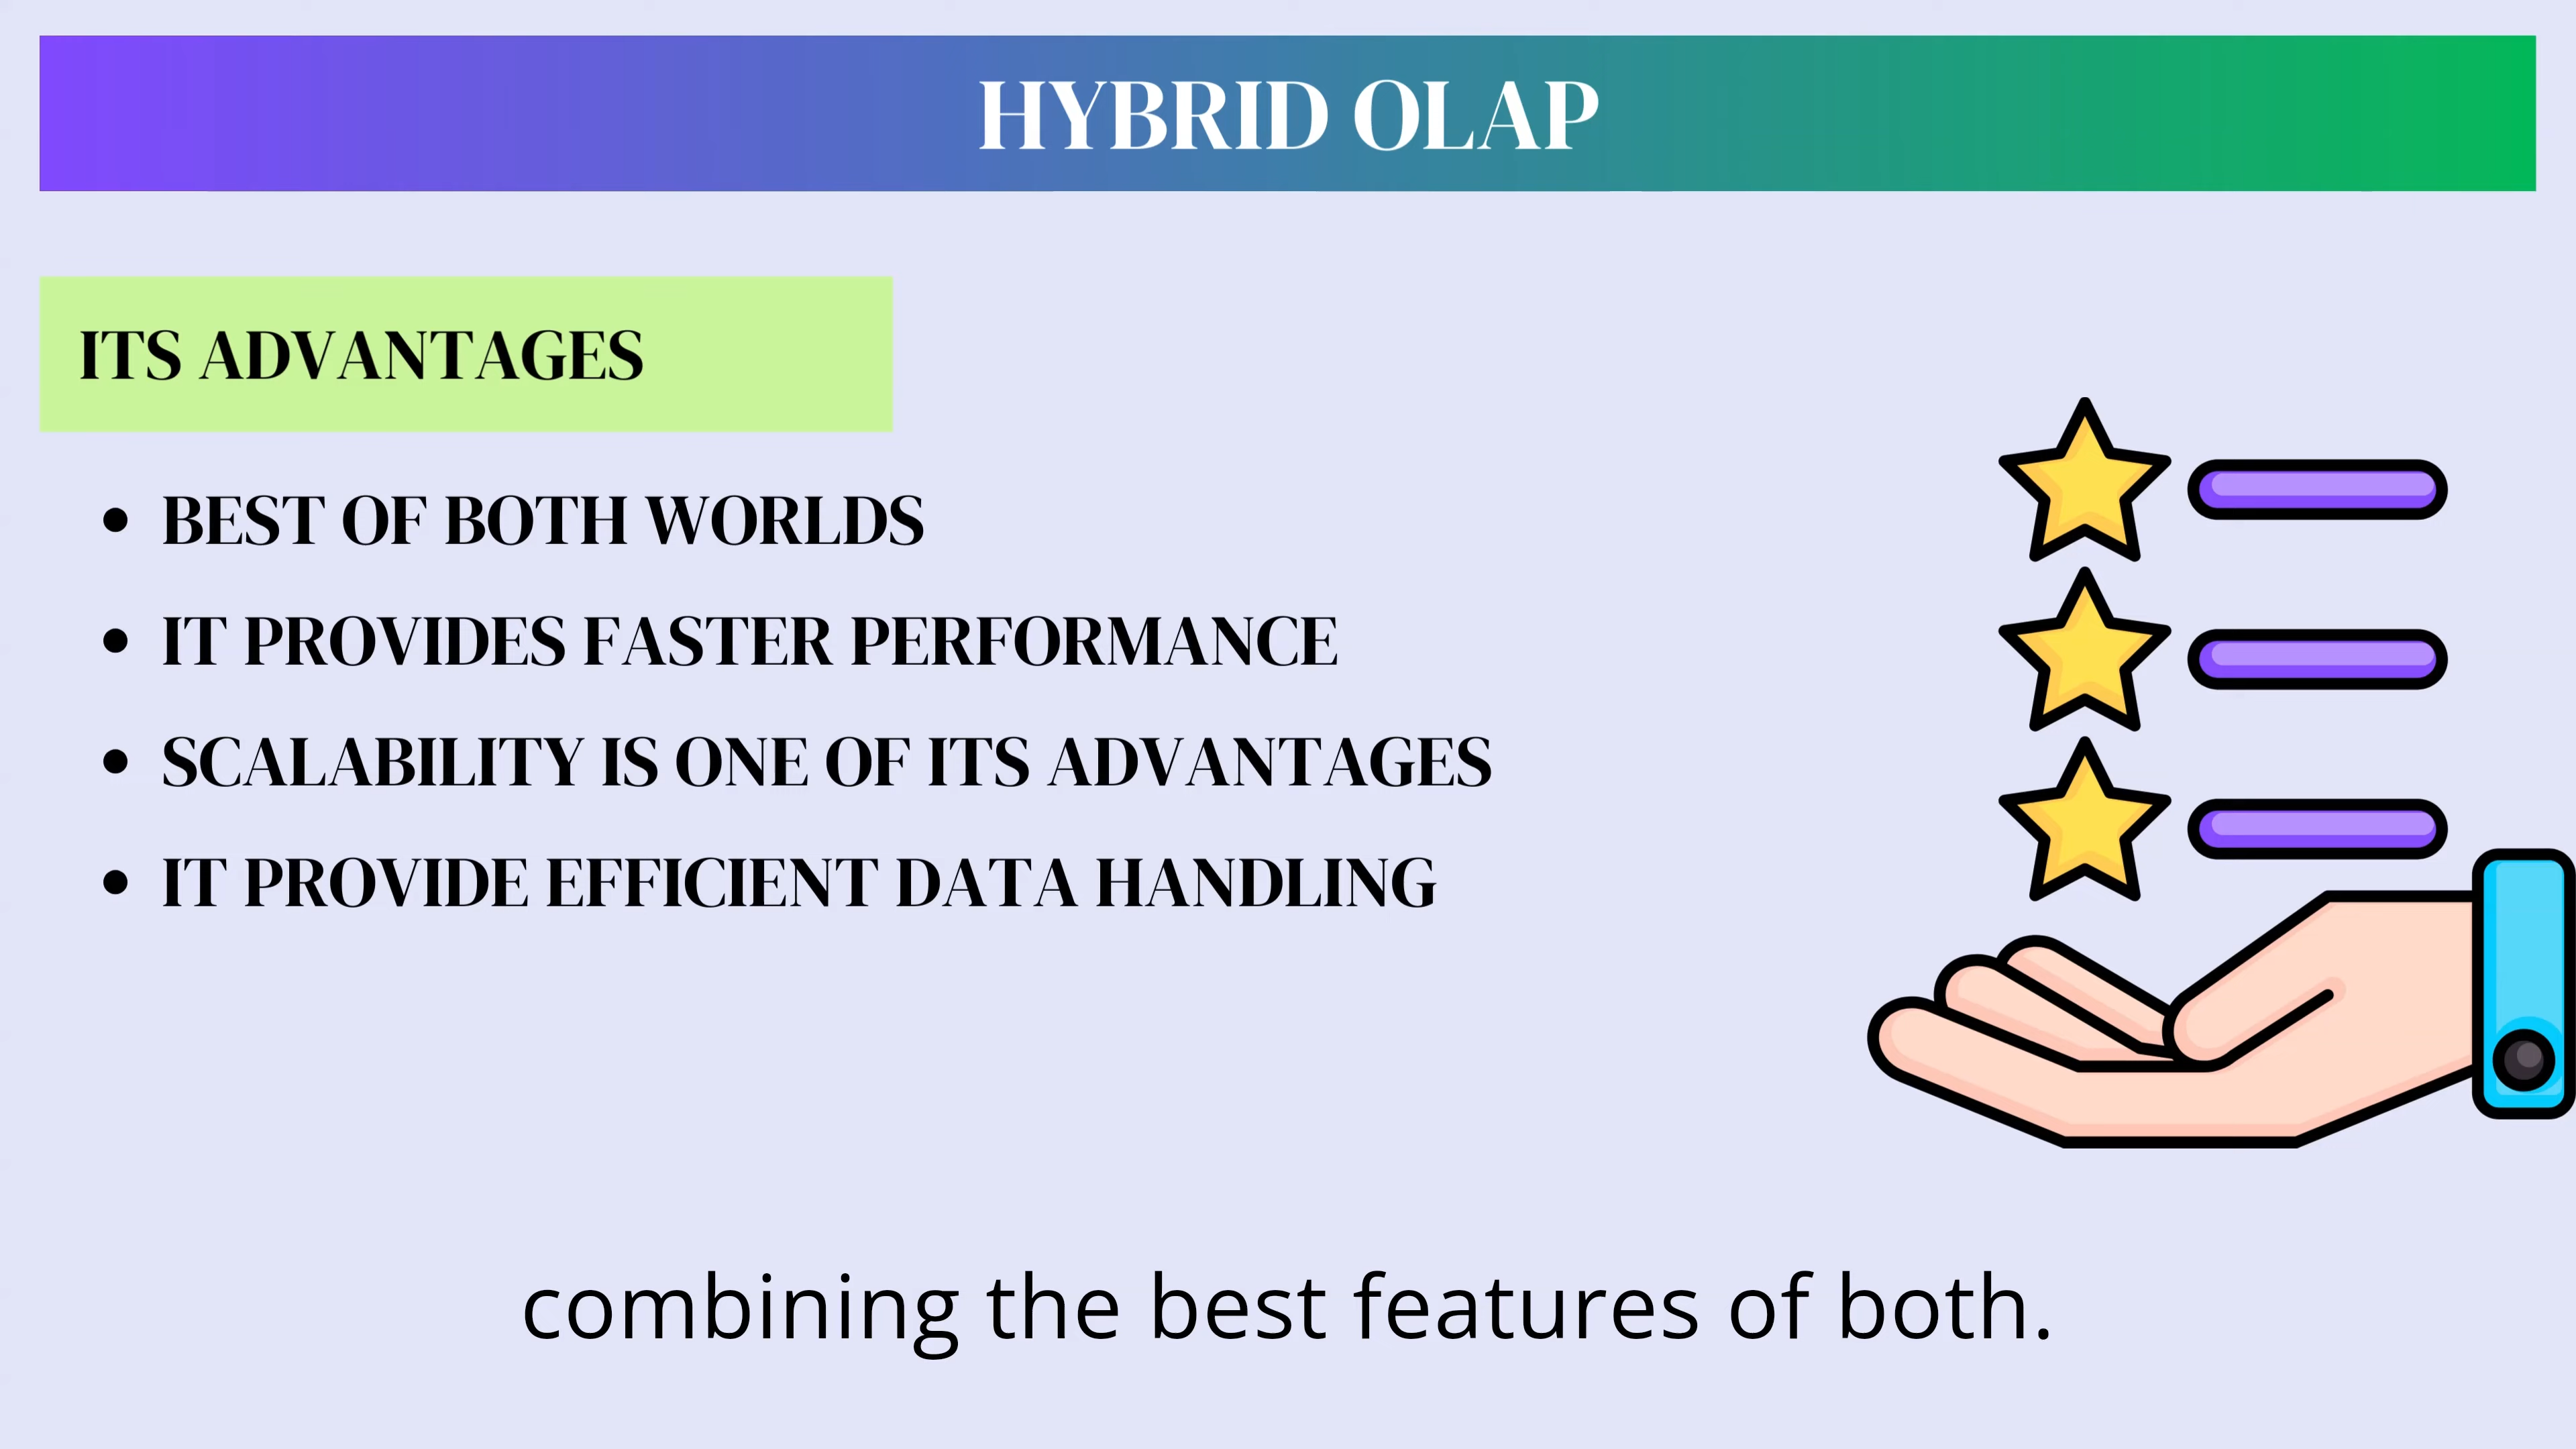 HYBRID OLAP
ITS ADVANTAGES
• BEST OF BOTH WORLDS
• IT PROVIDES FASTER PERFORMANCE
• SCALABILITY IS ONE OF ITS ADVANTAGES
• IT PROVIDE EFFICIENT DATA HANDLING
combining the best features of both.